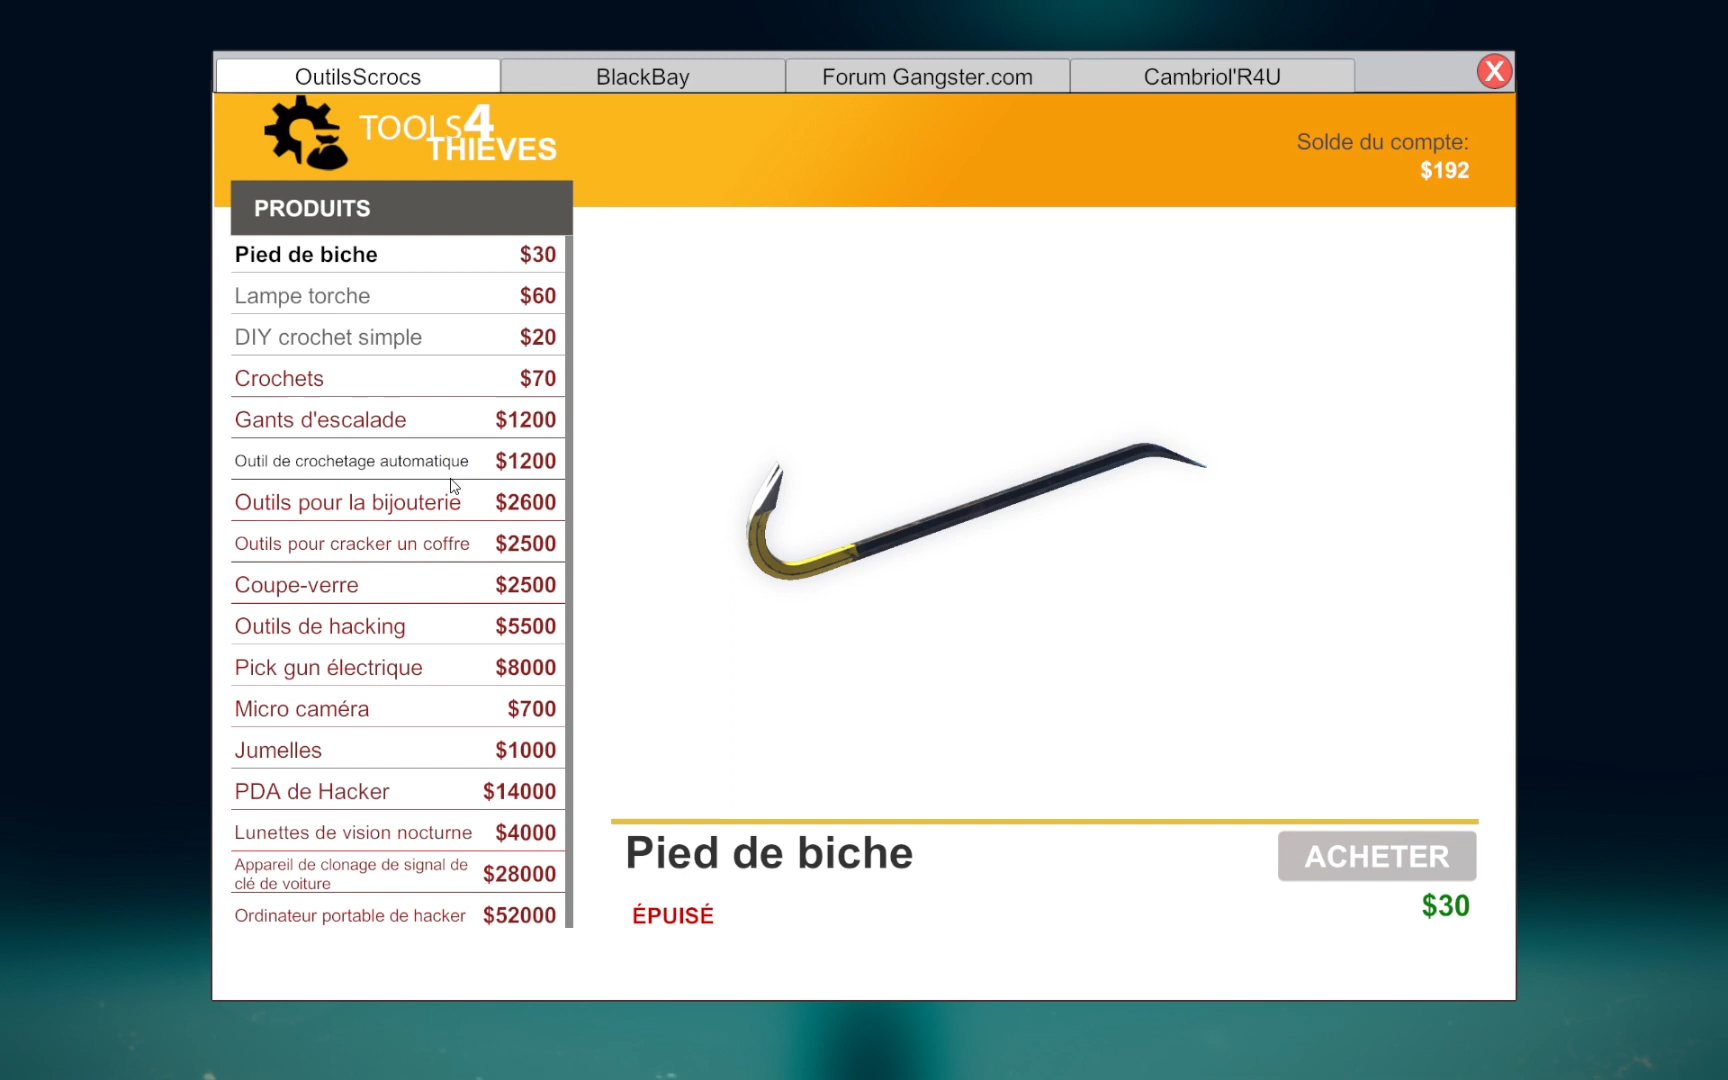 OutilsScrocs
BlackBay
Forum Gangster.com
Cambriol'R4U
X
TOOLS4
THIEVES
Solde du compte:
$192
PRODUITS
Pied de biche $30
Lampe torche $60
DIY crochet simple $20
Crochets $70
Gants d'escalade $1200
Outil de crochetage automatique $1200
Outils pour la bijouterie $2600
Outils pour cracker un coffre $2500
Coupe-verre $2500
Outils de hacking $5500
Pick gun électrique $8000
Micro caméra $700
Jumelles $1000
PDA de Hacker $14000
Lunettes de vision nocturne $4000
Appareil de clonage de signal de
clé de voiture $28000
Ordinateur portable de hacker $52000
Pied de biche
ACHETER
ÉPUISÉ
$30